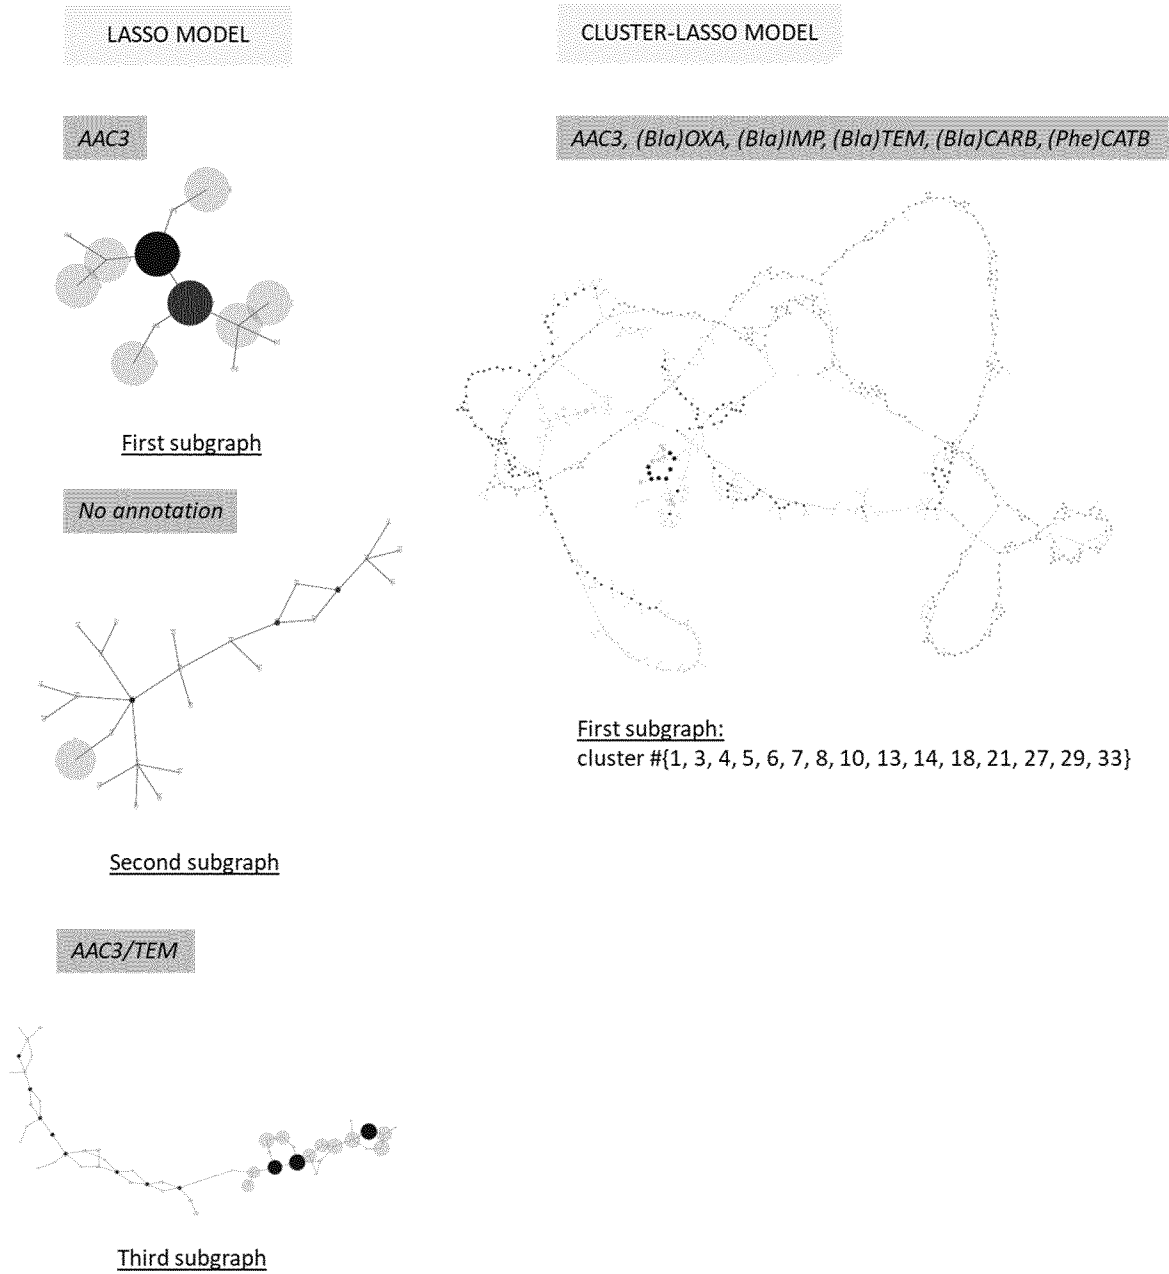 LASSO MODEL
CLUSTER-LASSO MODEL
AAC3
AAC3, (Bla)OXA, (Bla)IMP, (Bla)TEM, (Bla)CARB, (Phe)CATB
First subgraph
No annotation
Second subgraph
First subgraph:
cluster #{1, 3, 4, 5, 6, 7, 8, 10, 13, 14, 18, 21, 27, 29, 33}
AAC3/TEM
Third subgraph